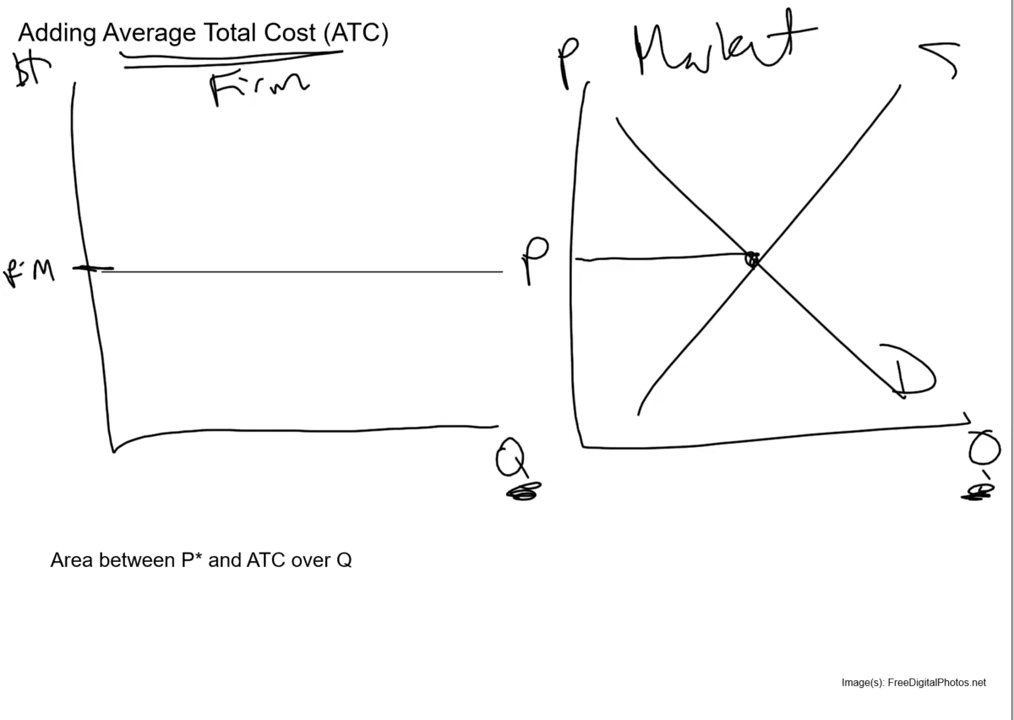 Adding Average Total Cost (ATC)
Firm
P
Market
S
P
D
Q
Q
Area between P* and ATC over Q
Image(s): FreeDigitalPhotos.net